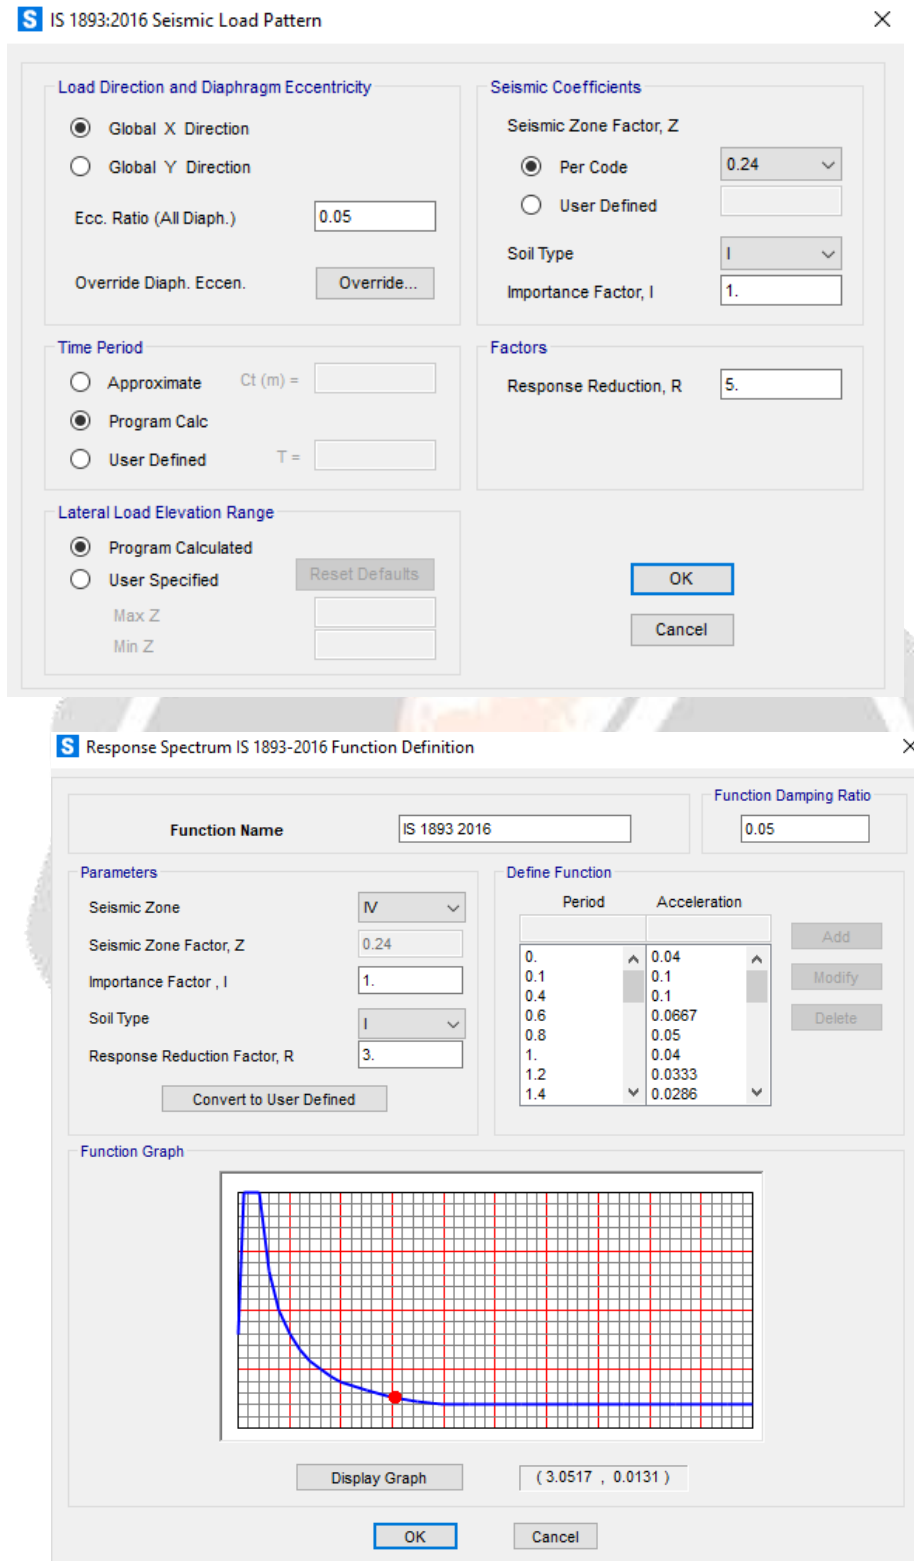 S IS 1893:2016 Seismic Load Pattern
Load Direction and Diaphragm Eccentricity
Global X Direction
Global Y Direction
Ecc. Ratio (All Diaph.) 0.05
Override Diaph. Eccen. Override...
Seismic Coefficients
Seismic Zone Factor, Z
Per Code 0.24
User Defined
Soil Type I
Importance Factor, I 1.
Time Period
Approximate Ct (m) =
Program Calc
User Defined T =
Factors
Response Reduction, R 5.
Lateral Load Elevation Range
Program Calculated
User Specified Reset Defaults
Max Z
Min Z
OK
Cancel
S Response Spectrum IS 1893-2016 Function Definition
Function Name IS 1893 2016
Function Damping Ratio
0.05
Parameters
Seismic Zone IV
Seismic Zone Factor, Z 0.24
Importance Factor , I 1.
Soil Type I
Response Reduction Factor, R 3.
Convert to User Defined
Define Function
Period Acceleration
0. 0.04
0.1 0.1
0.4 0.1
0.6 0.0667
0.8 0.05
1. 0.04
1.2 0.0333
1.4 0.0286
Add
Modify
Delete
Function Graph
Display Graph ( 3.0517 , 0.0131 )
OK Cancel